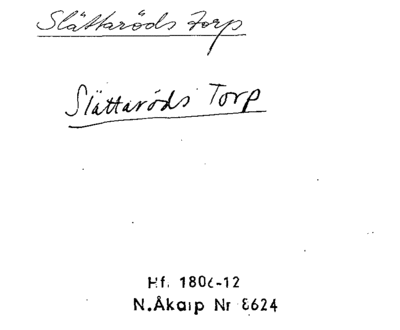 Slättaröds Torp
Slättaröds Torp
Hf. 1806-12
N.Åkarp Nr 8624